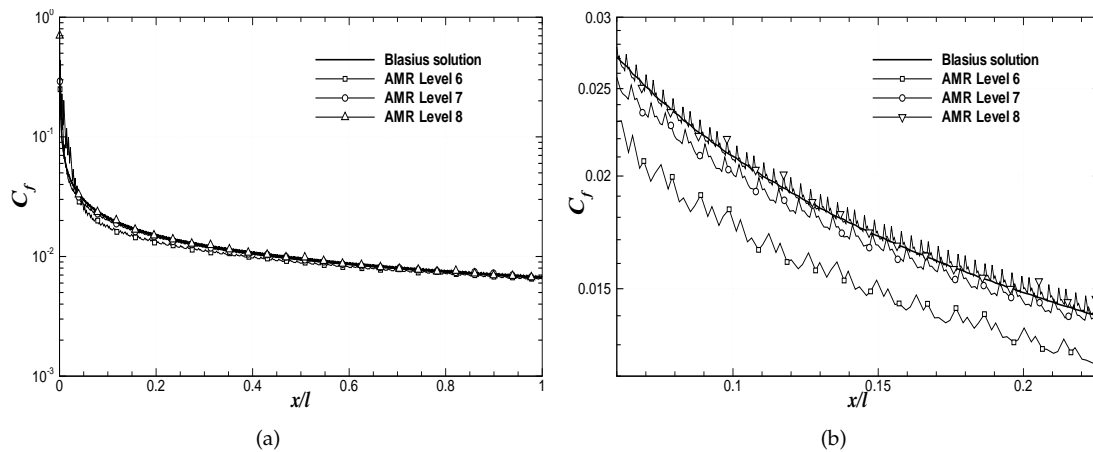 10^0
10^-1
10^-2
10^-3
C_f
0
0.2
0.4
0.6
0.8
1
x/l
Blasius solution
AMR Level 6
AMR Level 7
AMR Level 8
(a)
0.03
0.025
0.02
0.015
C_f
0.1
0.15
0.2
x/l
Blasius solution
AMR Level 6
AMR Level 7
AMR Level 8
(b)